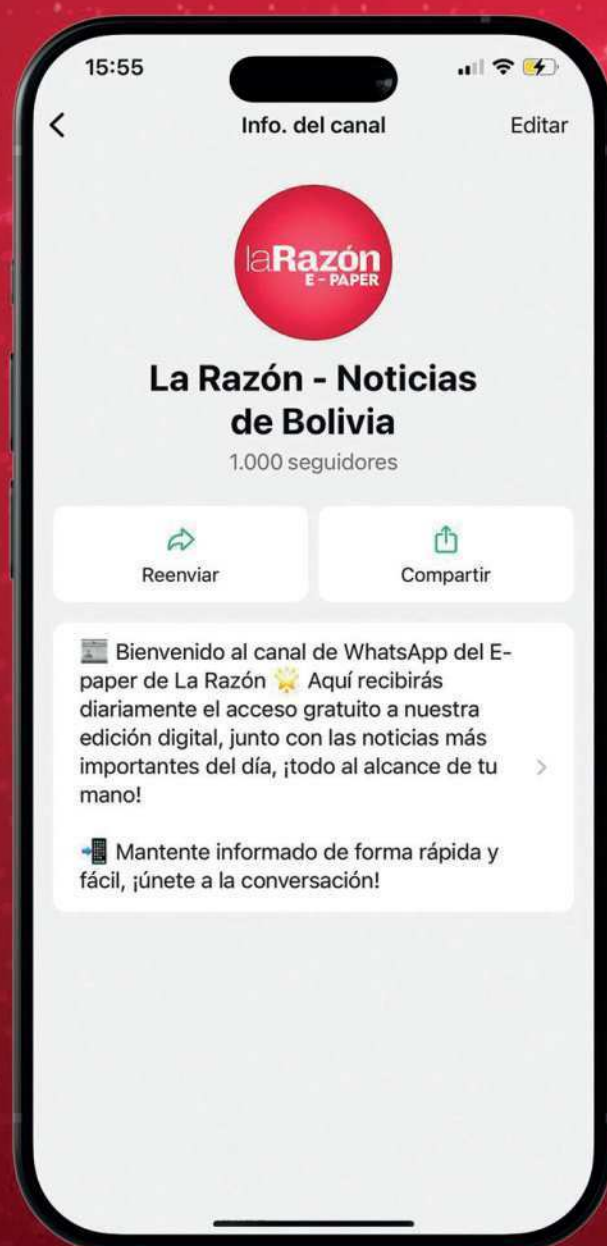 15:55
Info. del canal
Editar
laRazón
E - PAPER
La Razón - Noticias
de Bolivia
1.000 seguidores
Reenviar
Compartir
Bienvenido al canal de WhatsApp del E-
paper de La Razón 🌟 Aquí recibirás
diariamente el acceso gratuito a nuestra
edición digital, junto con las noticias más
importantes del día, ¡todo al alcance de tu
mano!
📲 Mantente informado de forma rápida y
fácil, ¡únete a la conversación!